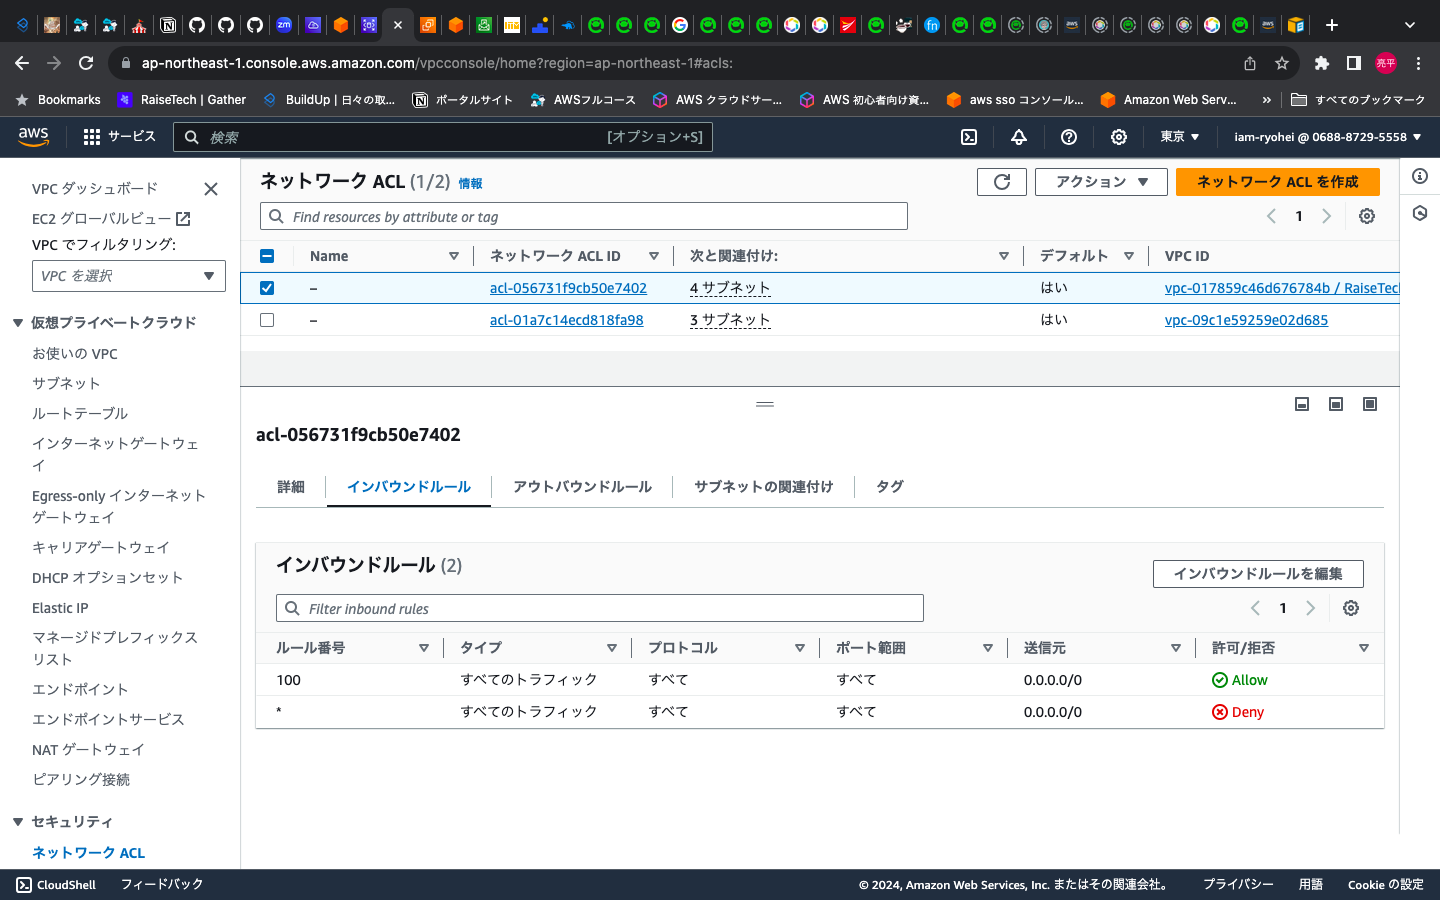 ap-northeast-1.console.aws.amazon.com/vpcconsole/home?region=ap-northeast-1#acls:
亮平
Bookmarks
RaiseTech | Gather
BuildUp | 日々の取...
ポータルサイト
AWSフルコース
AWS クラウドサー...
AWS 初心者向け資...
aws sso コンソール...
Amazon Web Serv...
»
すべてのブックマーク
aws
サービス
検索
[オプション+S]
東京
iam-ryohei @ 0688-8729-5558
VPC ダッシュボード
EC2 グローバルビュー
VPC でフィルタリング:
VPC を選択
仮想プライベートクラウド
お使いの VPC
サブネット
ルートテーブル
インターネットゲートウェ
イ
Egress-only インターネット
ゲートウェイ
キャリアゲートウェイ
DHCP オプションセット
Elastic IP
マネージドプレフィックス
リスト
エンドポイント
エンドポイントサービス
NAT ゲートウェイ
ピアリング接続
セキュリティ
ネットワーク ACL
ネットワーク ACL (1/2) 情報
アクション
ネットワーク ACL を作成
Find resources by attribute or tag
1
Name ネットワーク ACL ID 次と関連付け: デフォルト VPC ID
– acl-056731f9cb50e7402 4 サブネット はい vpc-017859c46d676784b / RaiseTec
– acl-01a7c14ecd818fa98 3 サブネット はい vpc-09c1e59259e02d685
acl-056731f9cb50e7402
詳細 インバウンドルール アウトバウンドルール サブネットの関連付け タグ
インバウンドルール (2)
インバウンドルールを編集
Filter inbound rules
1
ルール番号 タイプ プロトコル ポート範囲 送信元 許可/拒否
100 すべてのトラフィック すべて すべて 0.0.0.0/0 Allow
* すべてのトラフィック すべて すべて 0.0.0.0/0 Deny
CloudShell フィードバック © 2024, Amazon Web Services, Inc. またはその関連会社。 プライバシー 用語 Cookie の設定